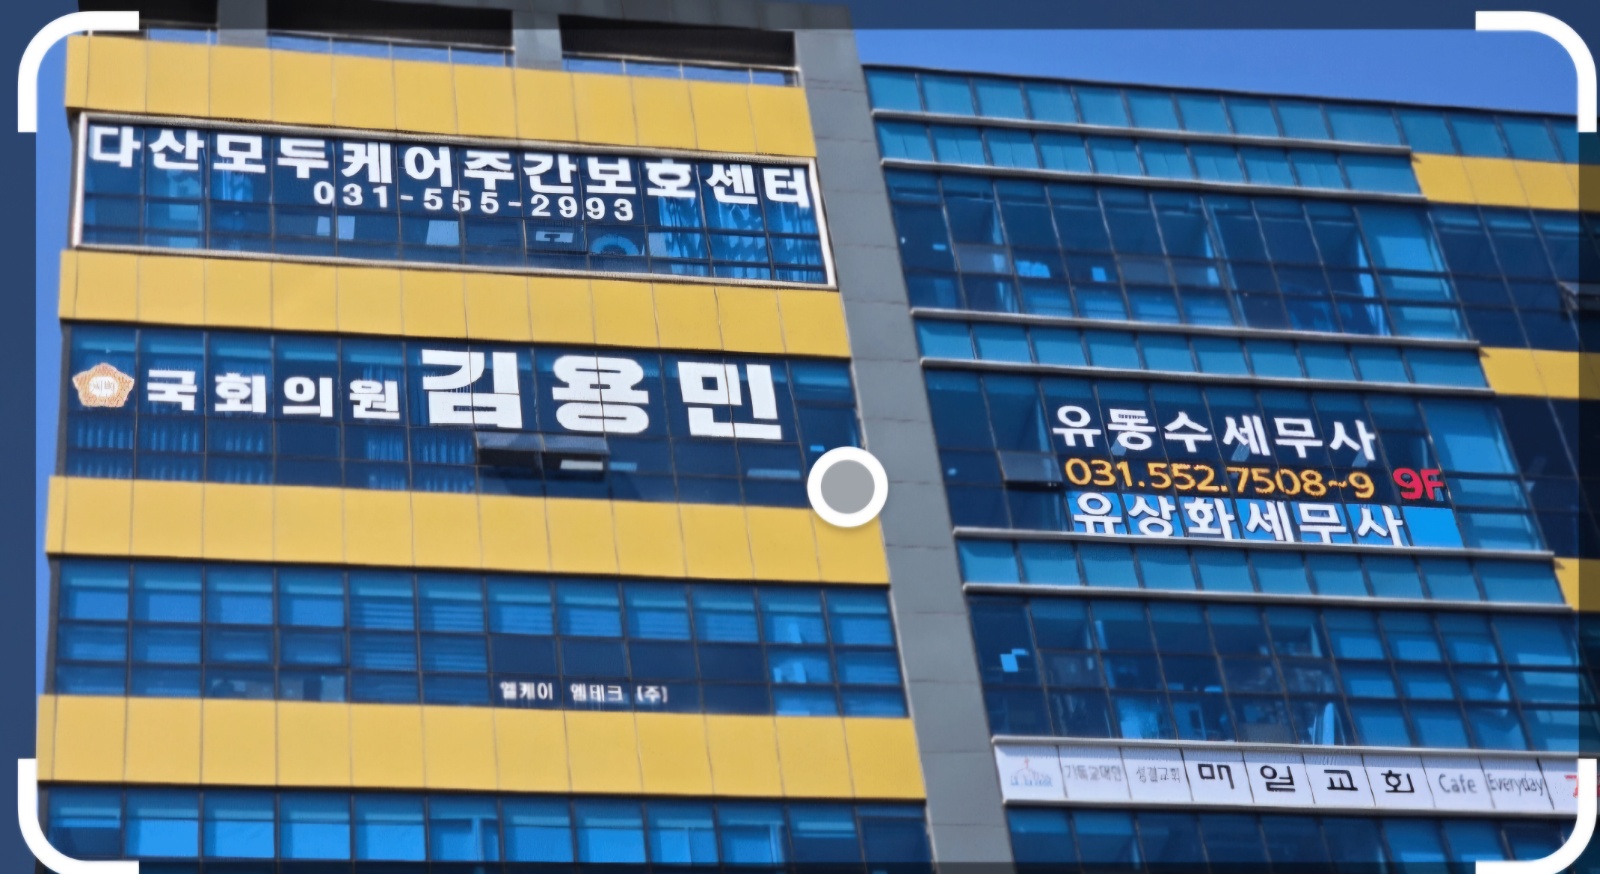 다산모두케어주간보호센터
031-555-2993
국회의원 김용민
엘케이 엠테크 (주)
유동수세무사
031.552.7508~9 9F
유상화세무사
기독교대한 성결교회 매일교회 Cafe Everyday